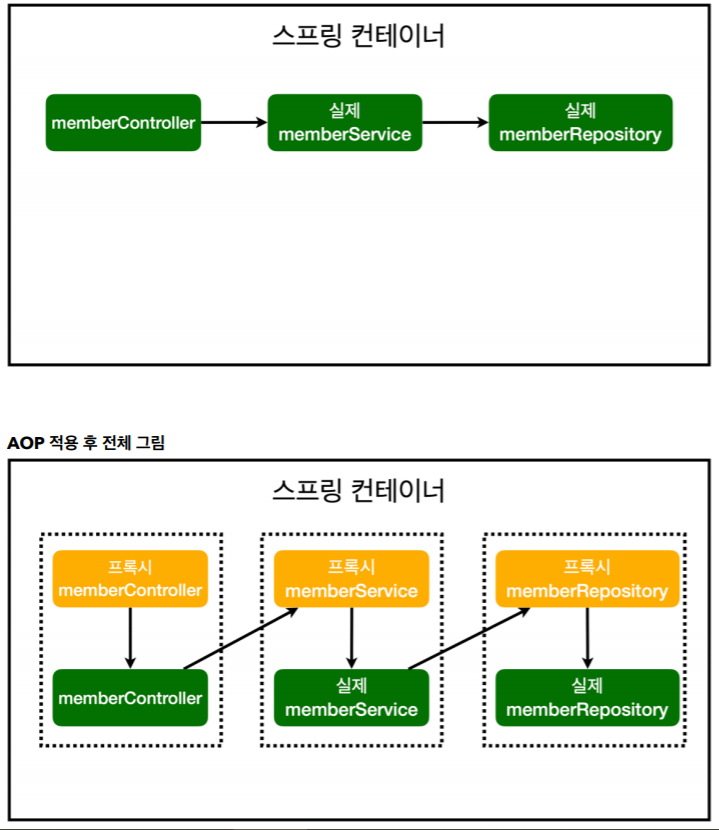 스프링 컨테이너
memberController
실제
memberService
실제
memberRepository
AOP 적용 후 전체 그림
스프링 컨테이너
프록시
memberController
프록시
memberService
프록시
memberRepository
memberController
실제
memberService
실제
memberRepository